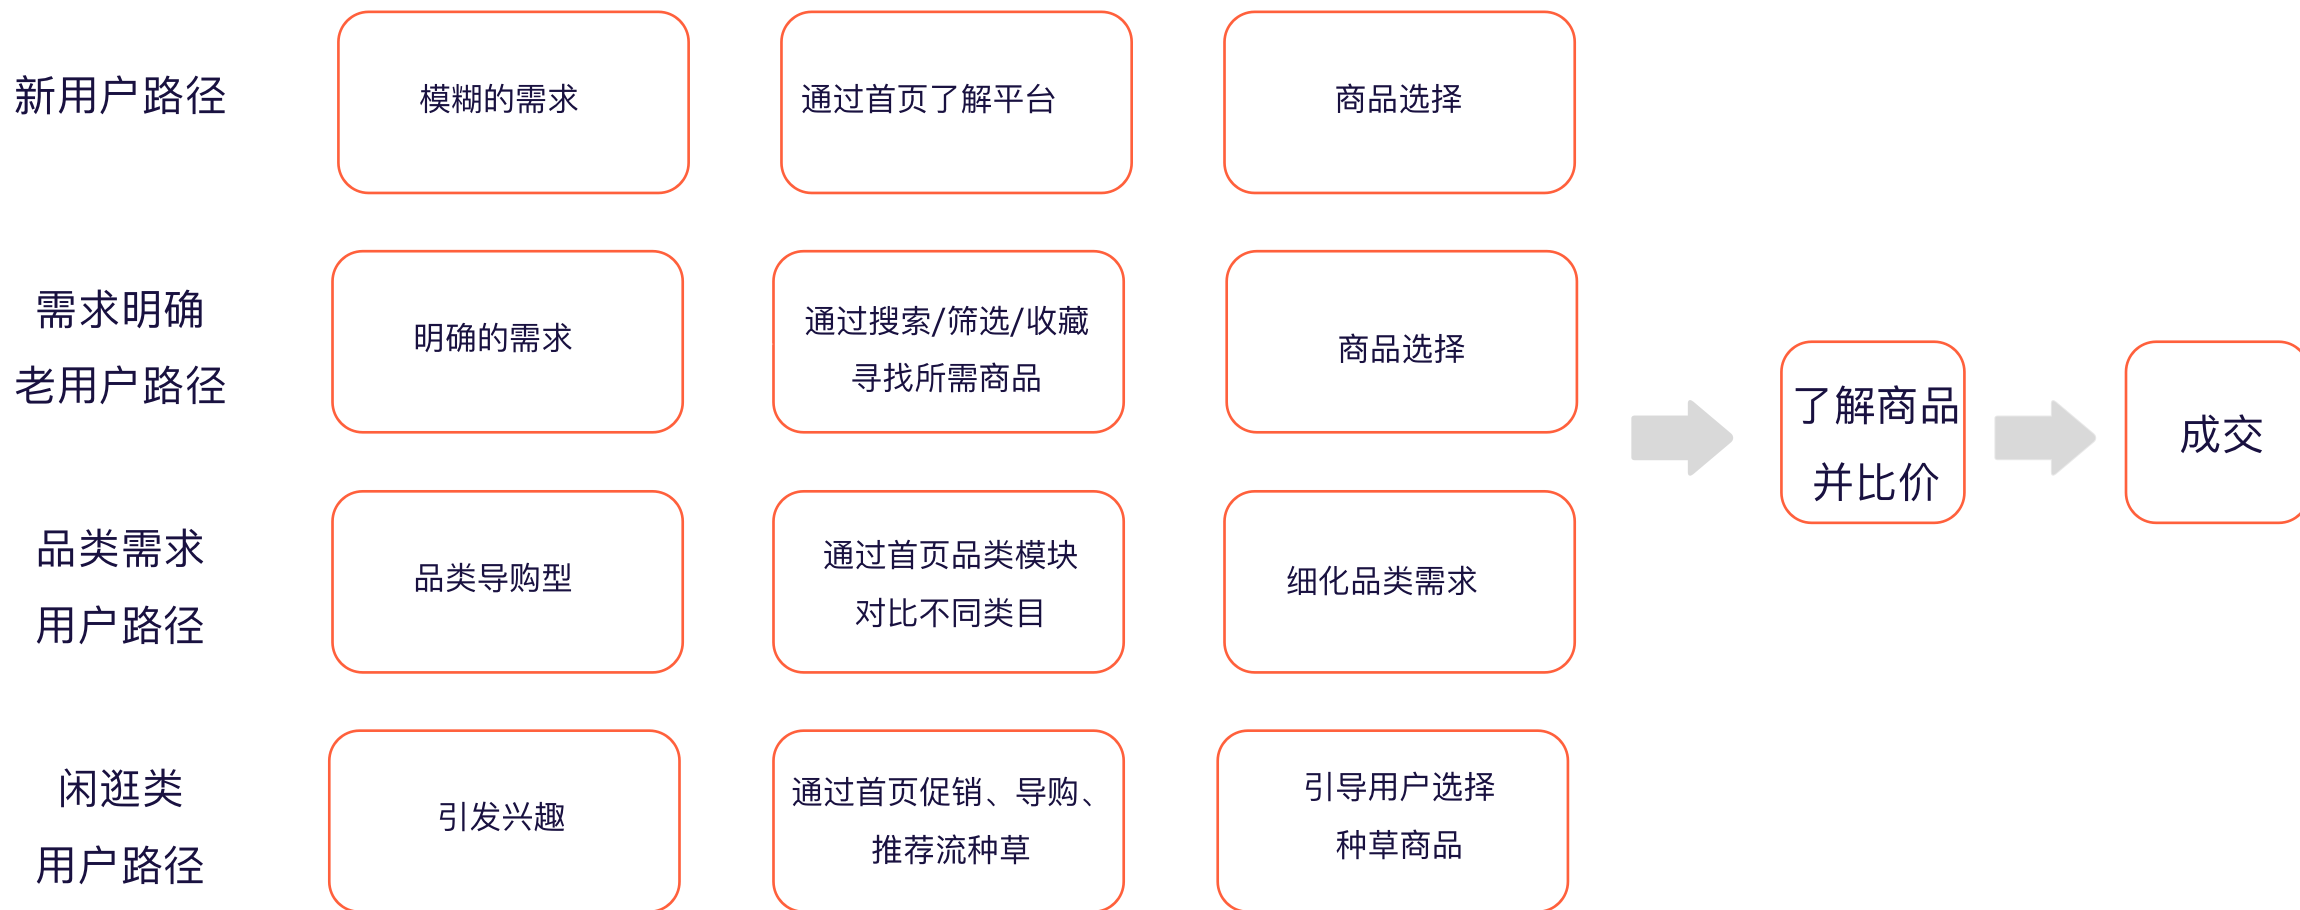 新用户路径
模糊的需求
通过首页了解平台
商品选择
需求明确
老用户路径
明确的需求
通过搜索/筛选/收藏
寻找所需商品
商品选择
品类需求
用户路径
品类导购型
通过首页品类模块
对比不同类目
细化品类需求
闲逛类
用户路径
引发兴趣
通过首页促销、导购、
推荐流种草
引导用户选择
种草商品
了解商品
并比价
成交